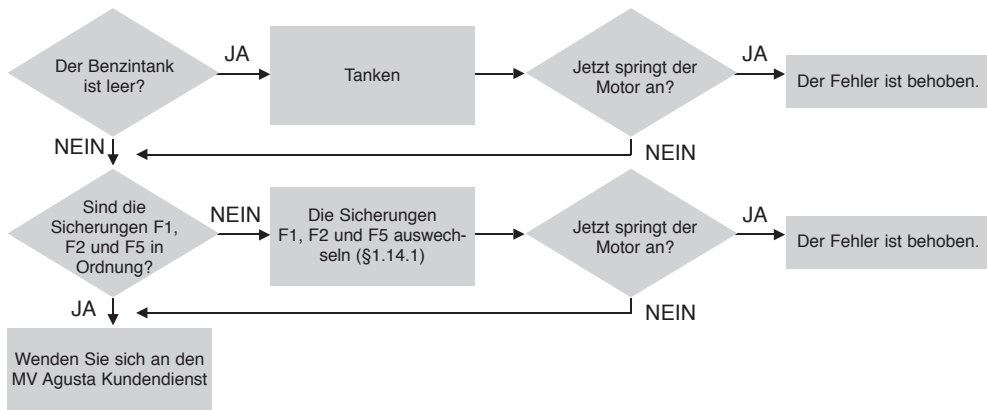 Der Benzintank
ist leer?
JA
Tanken
Jetzt springt der
Motor an?
JA
Der Fehler ist behoben.
NEIN
NEIN
Sind die
Sicherungen F1,
F2 und F5 in
Ordnung?
NEIN
Die Sicherungen
F1, F2 und F5 auswech-
seln (§1.14.1)
Jetzt springt der
Motor an?
JA
Der Fehler ist behoben.
JA
NEIN
Wenden Sie sich an den
MV Agusta Kundendienst